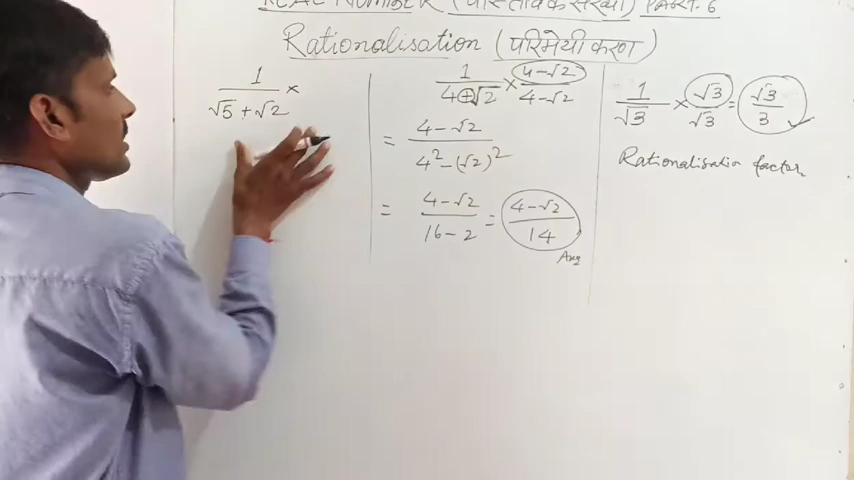 REAL NUMBER (वास्तविक संख्या) PART-6
Rationalisation (परिमेयी करण)
1/(√5+√2) ×
1/(4+√2) × (4-√2)/(4-√2)
= (4-√2)/(4²-(√2)²)
= (4-√2)/(16-2) = (4-√2)/14
Ans
1/√3 × √3/√3 = √3/3
Rationalisation factor